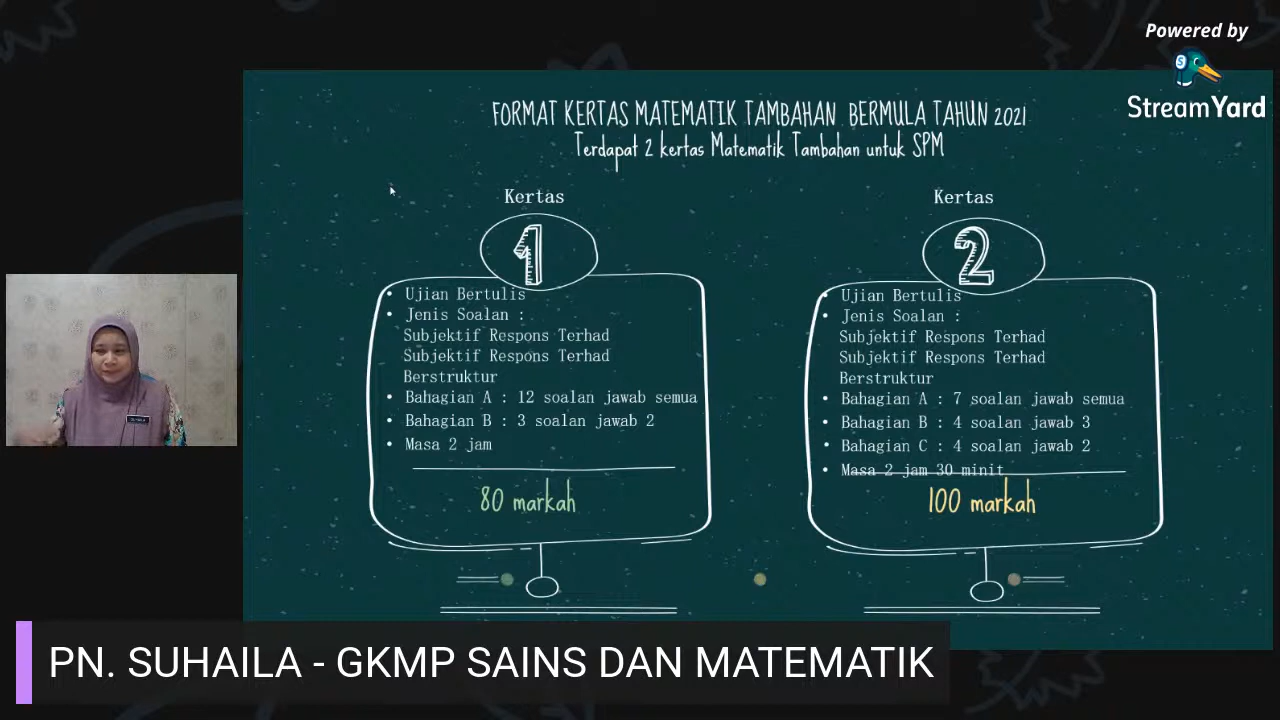 Powered by
StreamYard
FORMAT KERTAS MATEMATIK TAMBAHAN BERMULA TAHUN 2021
Terdapat 2 kertas Matematik Tambahan untuk SPM
Kertas
1
• Ujian Bertulis
• Jenis Soalan :
Subjektif Respons Terhad
Subjektif Respons Terhad
Berstruktur
• Bahagian A : 12 soalan jawab semua
• Bahagian B : 3 soalan jawab 2
• Masa 2 jam
80 markah
Kertas
2
• Ujian Bertulis
• Jenis Soalan :
Subjektif Respons Terhad
Subjektif Respons Terhad
Berstruktur
• Bahagian A : 7 soalan jawab semua
• Bahagian B : 4 soalan jawab 3
• Bahagian C : 4 soalan jawab 2
• Masa 2 jam 30 minit
100 markah
PN. SUHAILA - GKMP SAINS DAN MATEMATIK